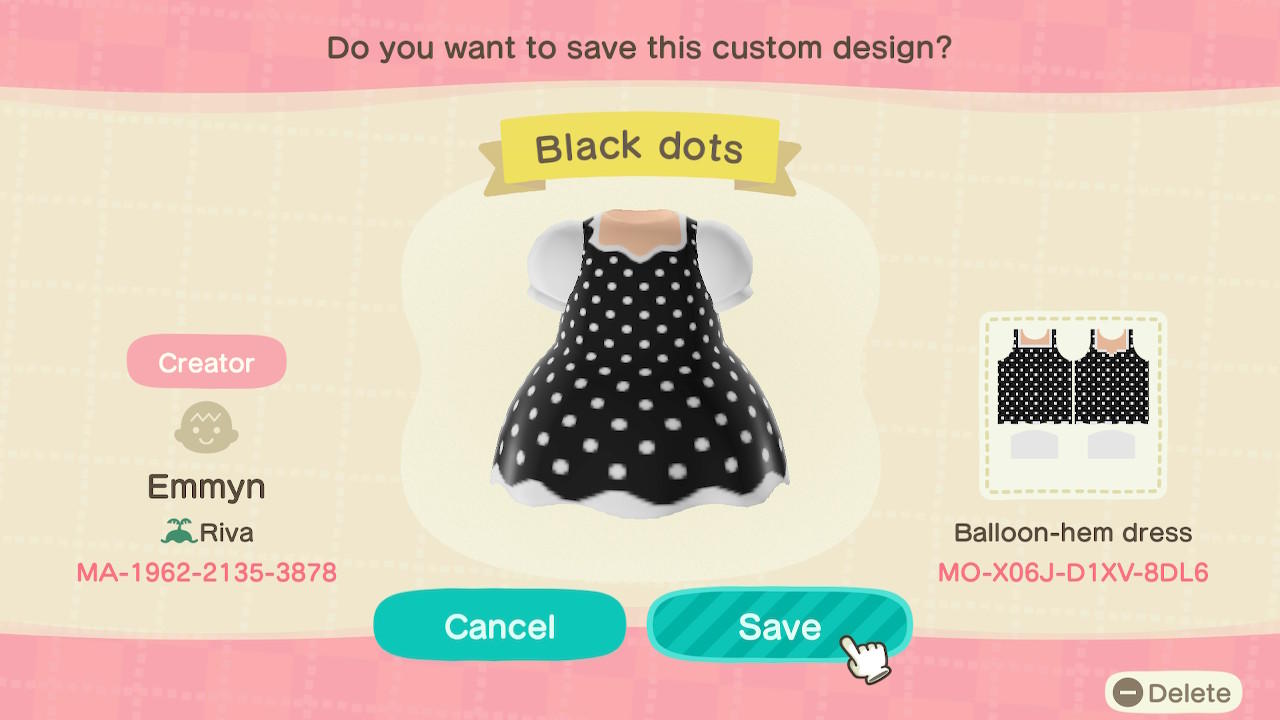 Do you want to save this custom design?
Black dots
Creator
Emmyn
Riva
MA-1962-2135-3878
Balloon-hem dress
MO-X06J-D1XV-8DL6
Cancel
Save
Delete